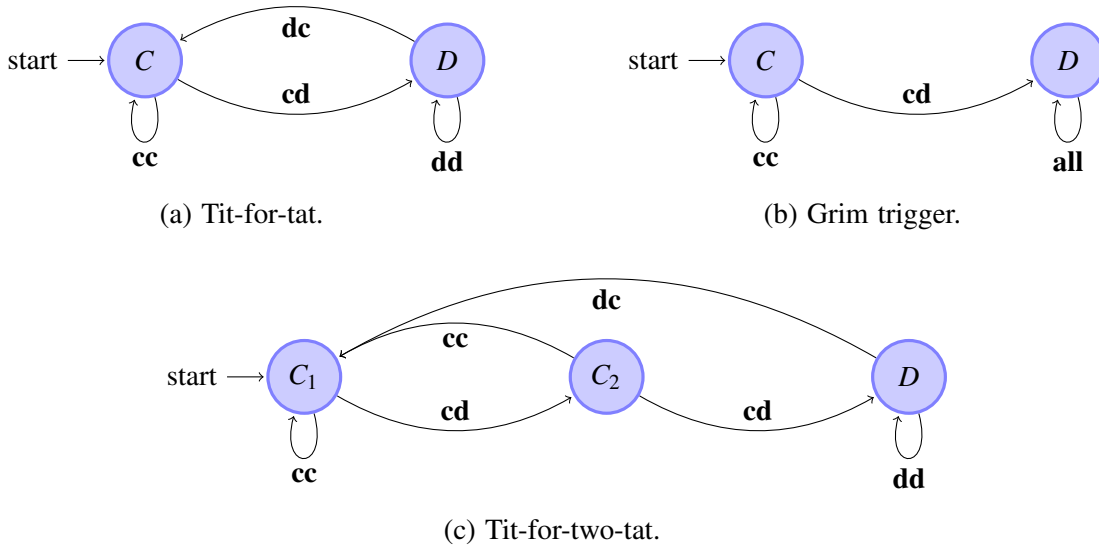 dc
start C D
cd
cc dd
(a) Tit-for-tat.
start C D
cd
cc all
(b) Grim trigger.
dc
cc
start C1 C2 D
cd cd
cc dd
(c) Tit-for-two-tat.